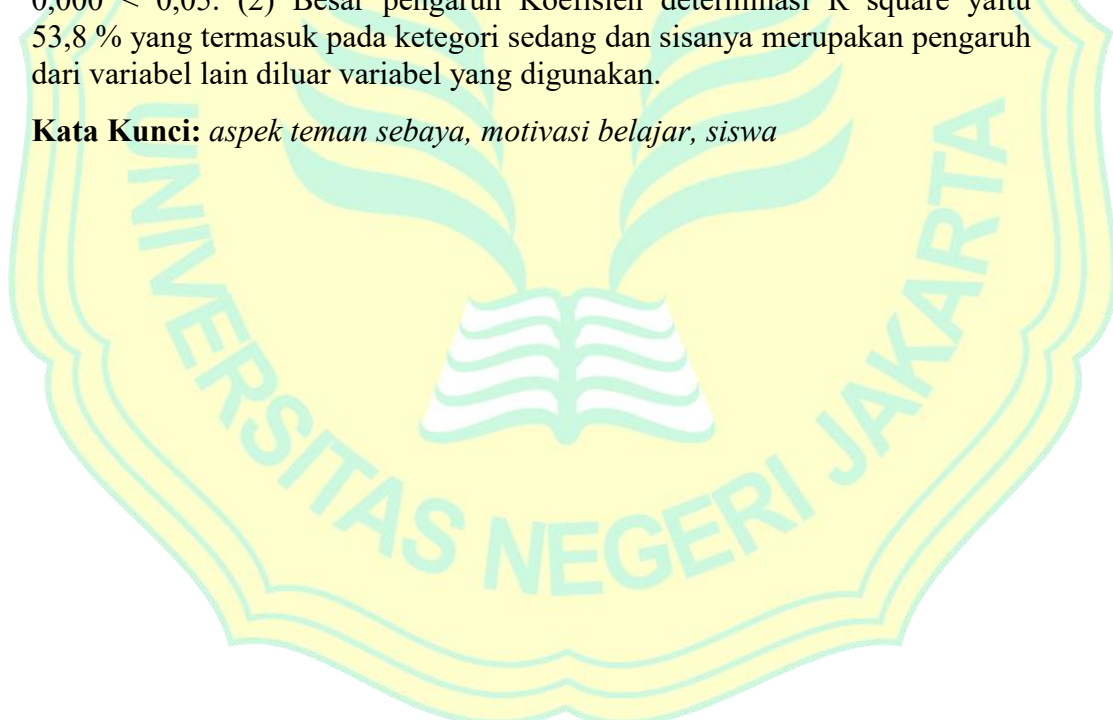 0,000 < 0,05. (2) Besar pengaruh Koefisien determinasi R square yaitu
53,8 % yang termasuk pada ketegori sedang dan sisanya merupakan pengaruh
dari variabel lain diluar variabel yang digunakan.
Kata Kunci: aspek teman sebaya, motivasi belajar, siswa
UNIVERSITAS NEGERI JAKARTA